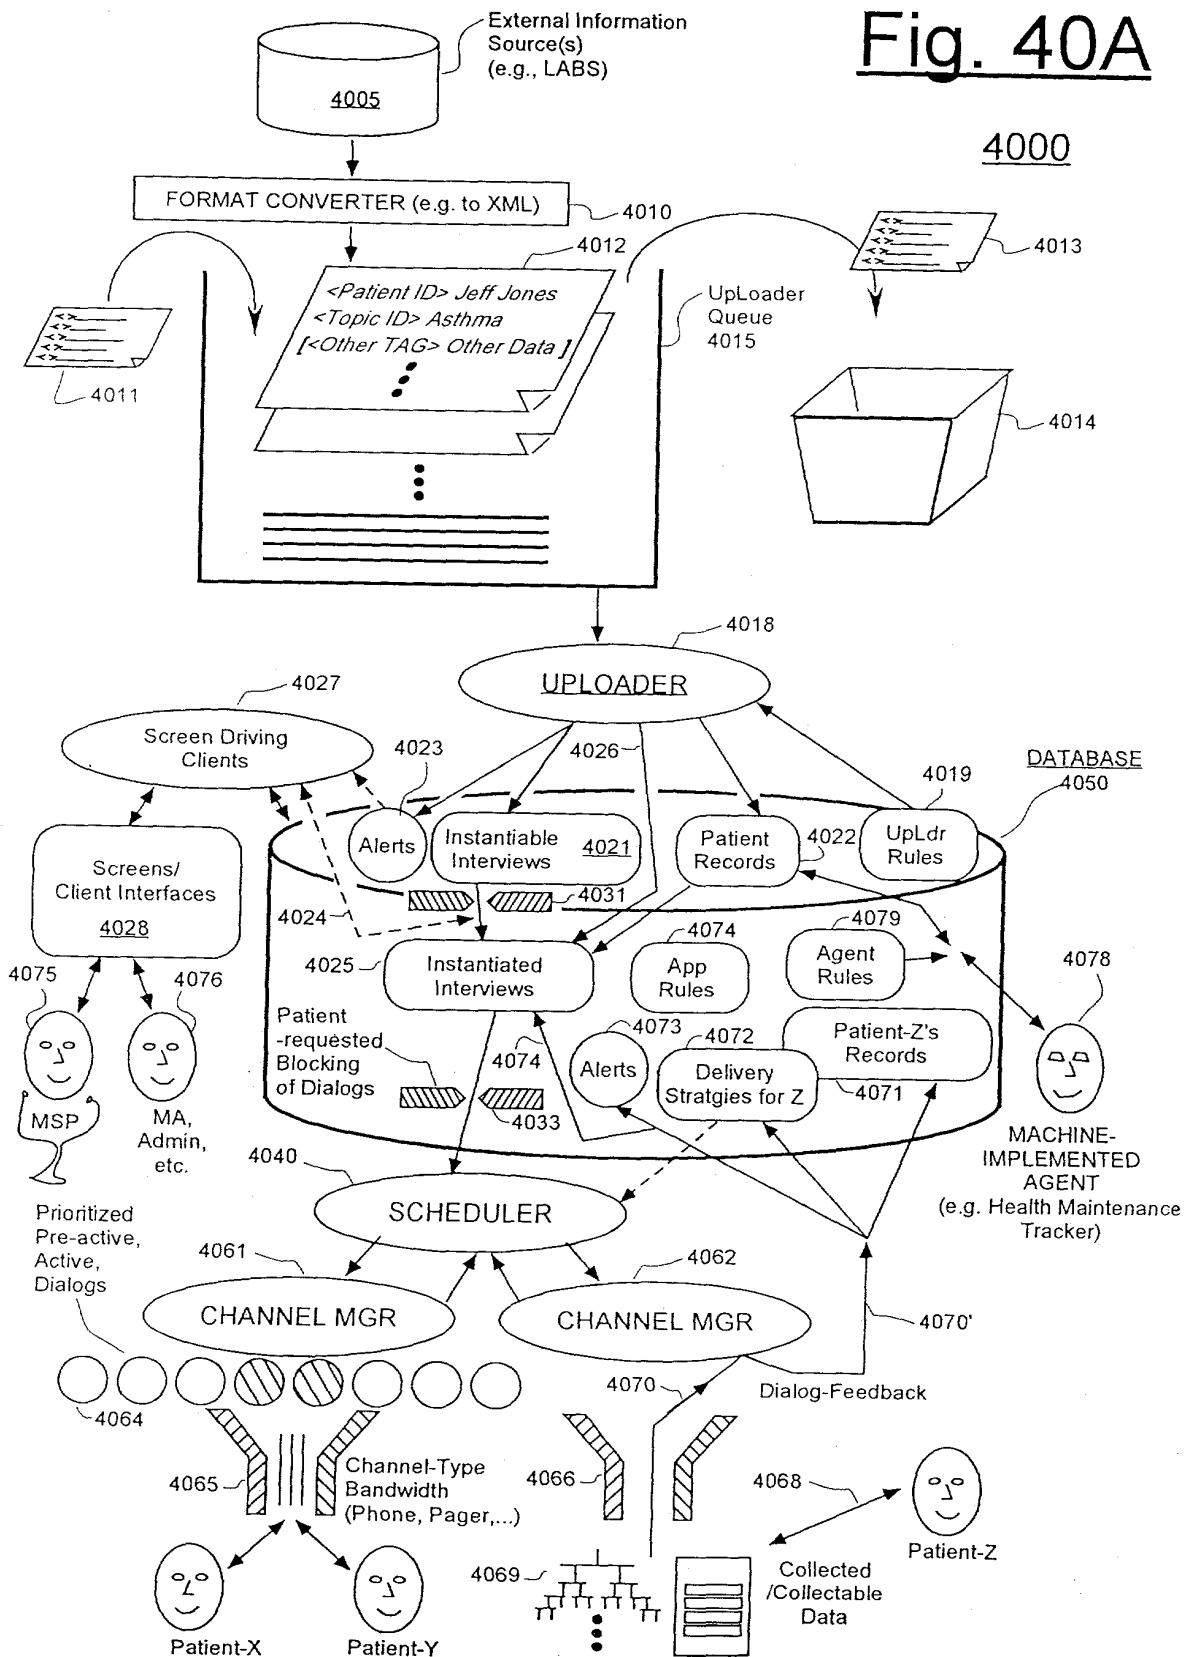 Fig. 40A
4000
External Information
Source(s)
(e.g., LABS)
4005
FORMAT CONVERTER (e.g. to XML)
4010
4012
4013
<Patient ID> Jeff Jones
<Topic ID> Asthma
[<Other TAG> Other Data ]
<>
<>
<>
<>
<>
<>
<>
<>
<>
<>
UpLoader
Queue
4015
4011
4014
4018
UPLOADER
4027
Screen Driving
Clients
4023
4026
DATABASE
4050
4019
Alerts
Instantiable
Interviews
4021
Patient
Records
4022
UpLdr
Rules
Screens/
Client Interfaces
4028
4031
4024
4025
Instantiated
Interviews
4074
App
Rules
4079
Agent
Rules
4078
4075
4076
Patient
-requested
Blocking
of Dialogs
4074
4073
Alerts
4072
Delivery
Stratgies for Z
Patient-Z's
Records
4071
4033
MSP
MA,
Admin,
etc.
MACHINE-
IMPLEMENTED
AGENT
(e.g. Health Maintenance
Tracker)
4040
SCHEDULER
Prioritized
Pre-active,
Active,
Dialogs
4061
CHANNEL MGR
4062
CHANNEL MGR
4070'
4070
Dialog-Feedback
4064
4065
Channel-Type
Bandwidth
(Phone, Pager,...)
4066
4068
Patient-Z
4069
Collected
/Collectable
Data
Patient-X
Patient-Y